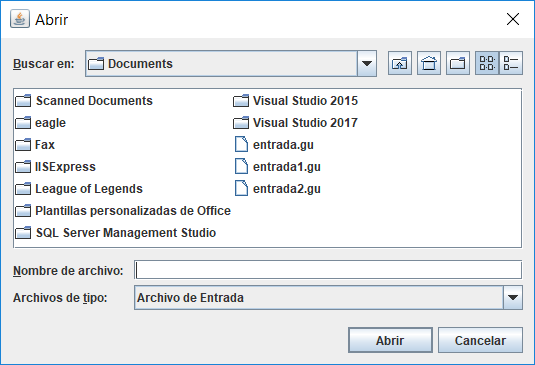 Abrir
Buscar en: Documents
Scanned Documents
eagle
Fax
IISExpress
League of Legends
Plantillas personalizadas de Office
SQL Server Management Studio
Visual Studio 2015
Visual Studio 2017
entrada.gu
entrada1.gu
entrada2.gu
Nombre de archivo:
Archivos de tipo: Archivo de Entrada
Abrir Cancelar